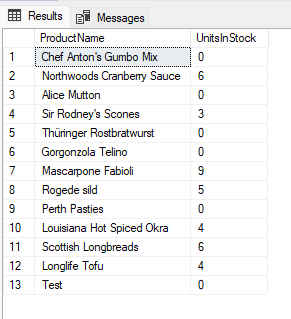 Results Messages
ProductName UnitsInStock
1 Chef Anton's Gumbo Mix 0
2 Northwoods Cranberry Sauce 6
3 Alice Mutton 0
4 Sir Rodney's Scones 3
5 Thüringer Rostbratwurst 0
6 Gorgonzola Telino 0
7 Mascarpone Fabioli 9
8 Rogede sild 5
9 Perth Pasties 0
10 Louisiana Hot Spiced Okra 4
11 Scottish Longbreads 6
12 Longlife Tofu 4
13 Test 0